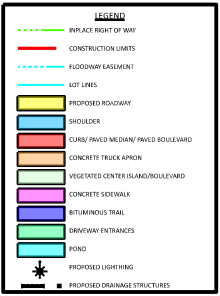 LEGEND
INPLACE RIGHT OF WAY
CONSTRUCTION LIMITS
FLOODWAY EASEMENT
LOT LINES
PROPOSED ROADWAY
SHOULDER
CURB/ PAVED MEDIAN/ PAVED BOULEVARD
CONCRETE TRUCK APRON
VEGETATED CENTER ISLAND/BOULEVARD
CONCRETE SIDEWALK
BITUMINOUS TRAIL
DRIVEWAY ENTRANCES
POND
PROPOSED LIGHTHING
PROPOSED DRAINAGE STRUCTURES